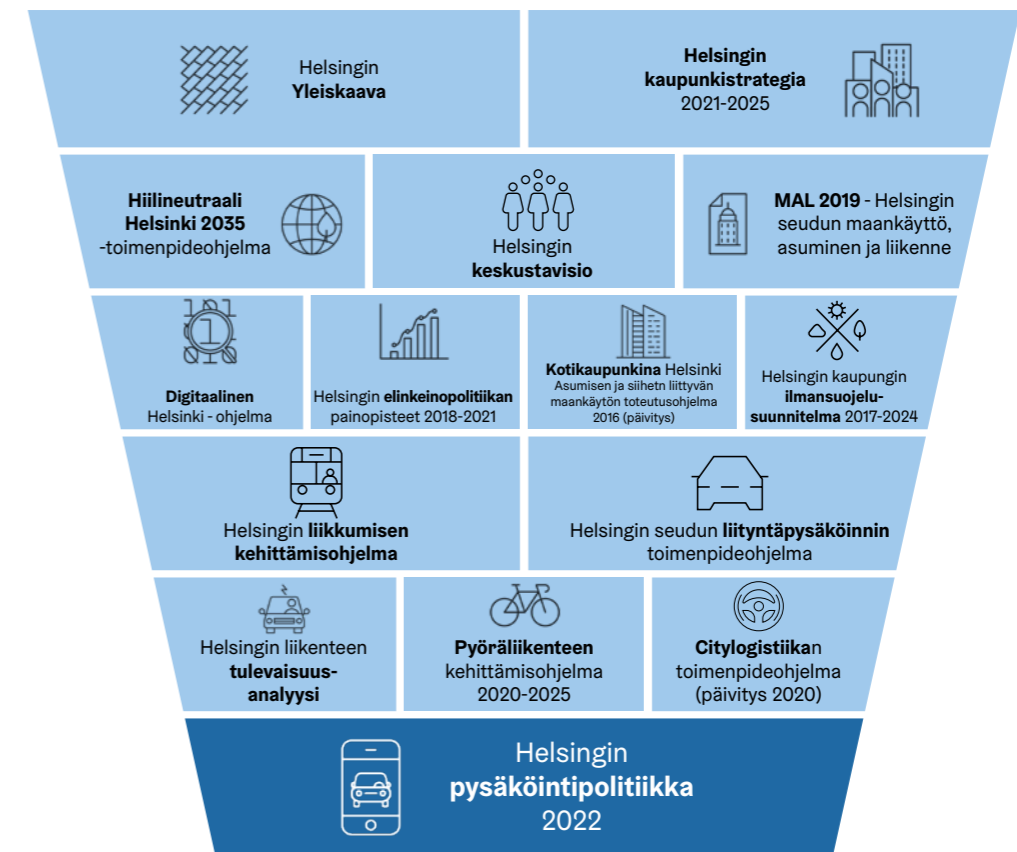 Helsingin
Yleiskaava
Helsingin
kaupunkistrategia
2021-2025
Hiilineutraali
Helsinki 2035
-toimenpideohjelma
Helsingin
keskustavisio
MAL 2019 - Helsingin
seudun maankäyttö,
asuminen ja liikenne
Digitaalinen
Helsinki - ohjelma
Helsingin elinkeinopolitiikan
painopisteet 2018-2021
Kotikaupunkina Helsinki
Asumisen ja siihetn liittyvän
maankäytön toteutusohjelma
2016 (päivitys)
Helsingin kaupungin
ilmansuojelu-
suunnitelma 2017-2024
Helsingin liikkumisen
kehittämisohjelma
Helsingin seudun liityntäpysäköinnin
toimenpideohjelma
Helsingin liikenteen
tulevaisuus-
analyysi
Pyöräliikenteen
kehittämisohjelma
2020-2025
Citylogistiikan
toimenpideohjelma
(päivitys 2020)
Helsingin
pysäköintipolitiikka
2022